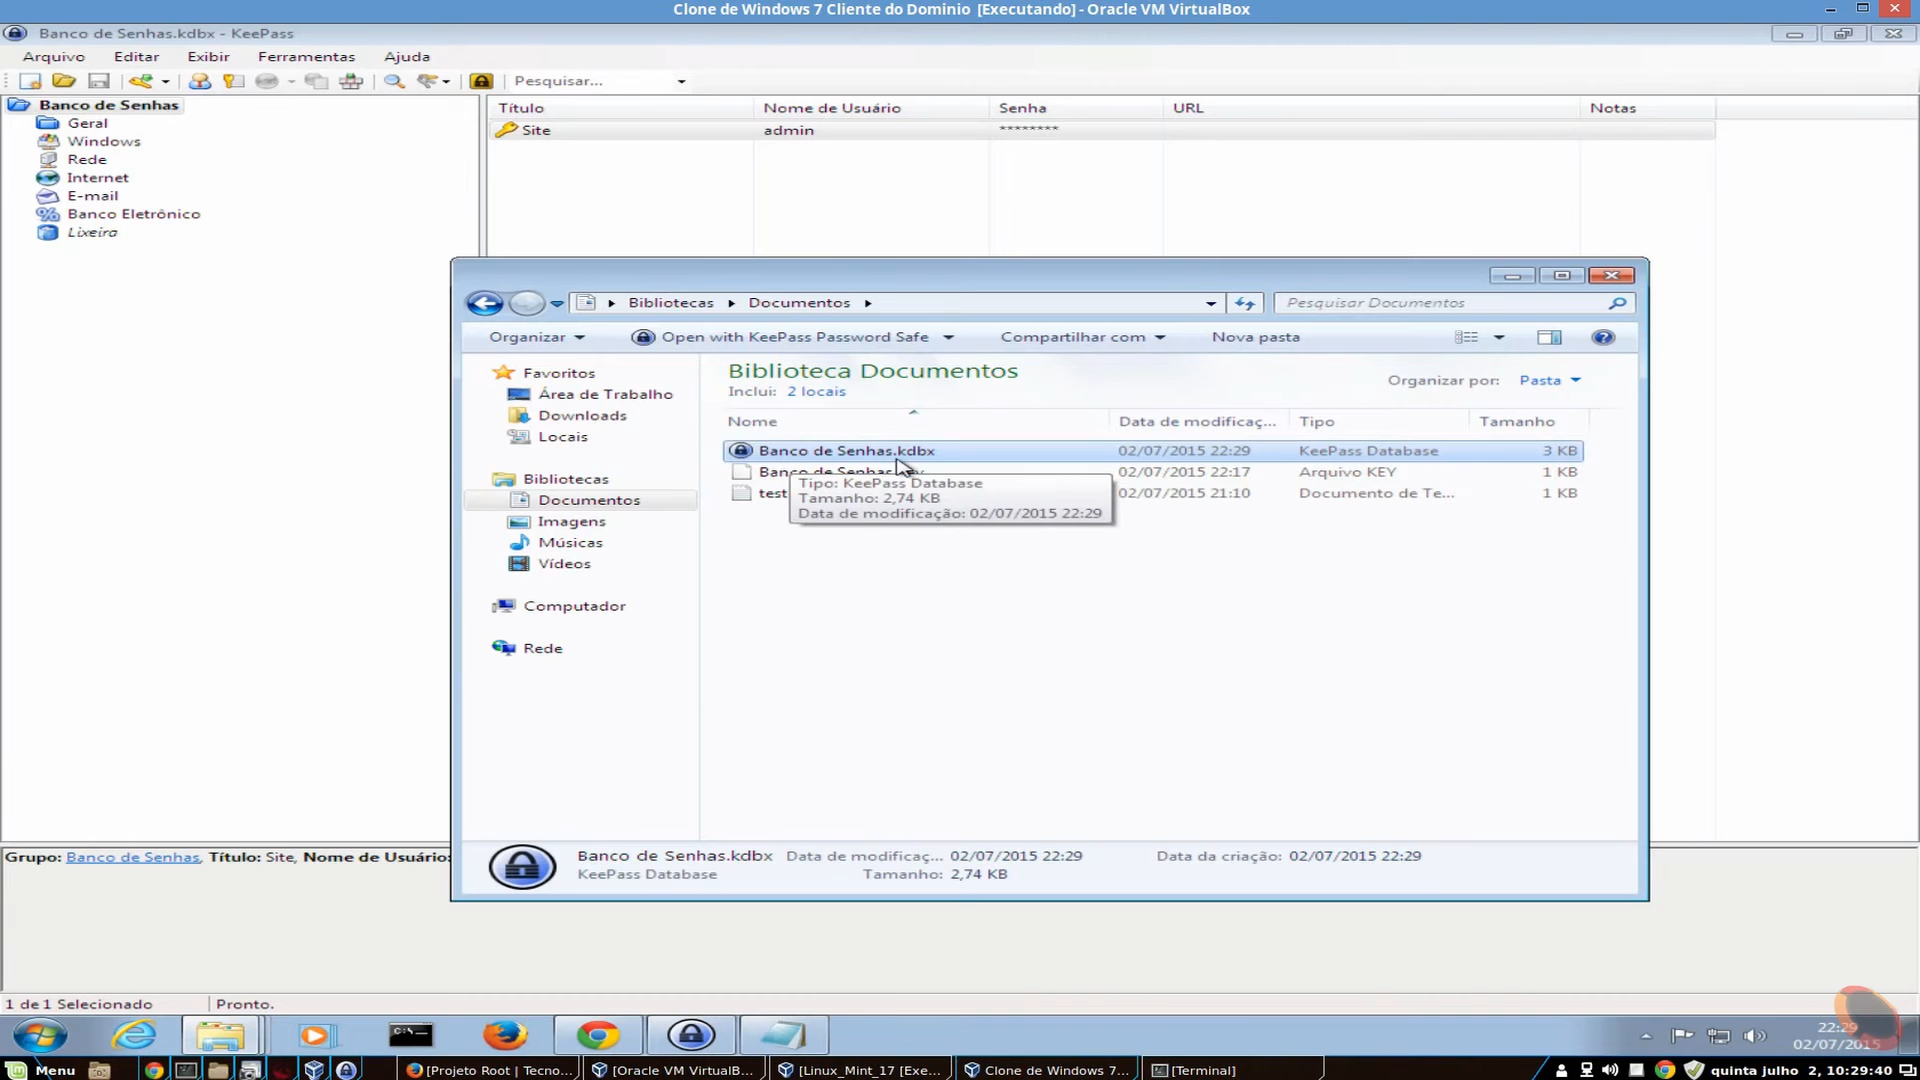 Clone de Windows 7 Cliente do Dominio [Executando] - Oracle VM VirtualBox
Banco de Senhas.kdbx - KeePass
Arquivo Editar Exibir Ferramentas Ajuda
Pesquisar...
Banco de Senhas
Geral
Windows
Rede
Internet
E-mail
Banco Eletrônico
Lixeira
Título Nome de Usuário Senha URL Notas
Site admin ********
Bibliotecas Documentos
Pesquisar Documentos
Organizar Open with KeePass Password Safe Compartilhar com Nova pasta
Favoritos
Área de Trabalho
Downloads
Locais
Bibliotecas
Documentos
Imagens
Músicas
Vídeos
Computador
Rede
Biblioteca Documentos
Inclui: 2 locais
Organizar por: Pasta
Nome Data de modificaç... Tipo Tamanho
Banco de Senhas.kdbx 02/07/2015 22:29 KeePass Database 3 KB
Banco de Senhas 02/07/2015 22:17 Arquivo KEY 1 KB
test 02/07/2015 21:10 Documento de Te... 1 KB
Tipo: KeePass Database
Tamanho: 2,74 KB
Data de modificação: 02/07/2015 22:29
Banco de Senhas.kdbx Data de modificaç... 02/07/2015 22:29 Data da criação: 02/07/2015 22:29
KeePass Database Tamanho: 2,74 KB
Grupo: Banco de Senhas, Título: Site, Nome de Usuário:
1 de 1 Selecionado Pronto.
C:\
22:29
02/07/2015
Menu [Projeto Root | Tecno... [Oracle VM VirtualB... [Linux_Mint_17 [Exe... Clone de Windows 7... [Terminal] quinta julho 2, 10:29:40